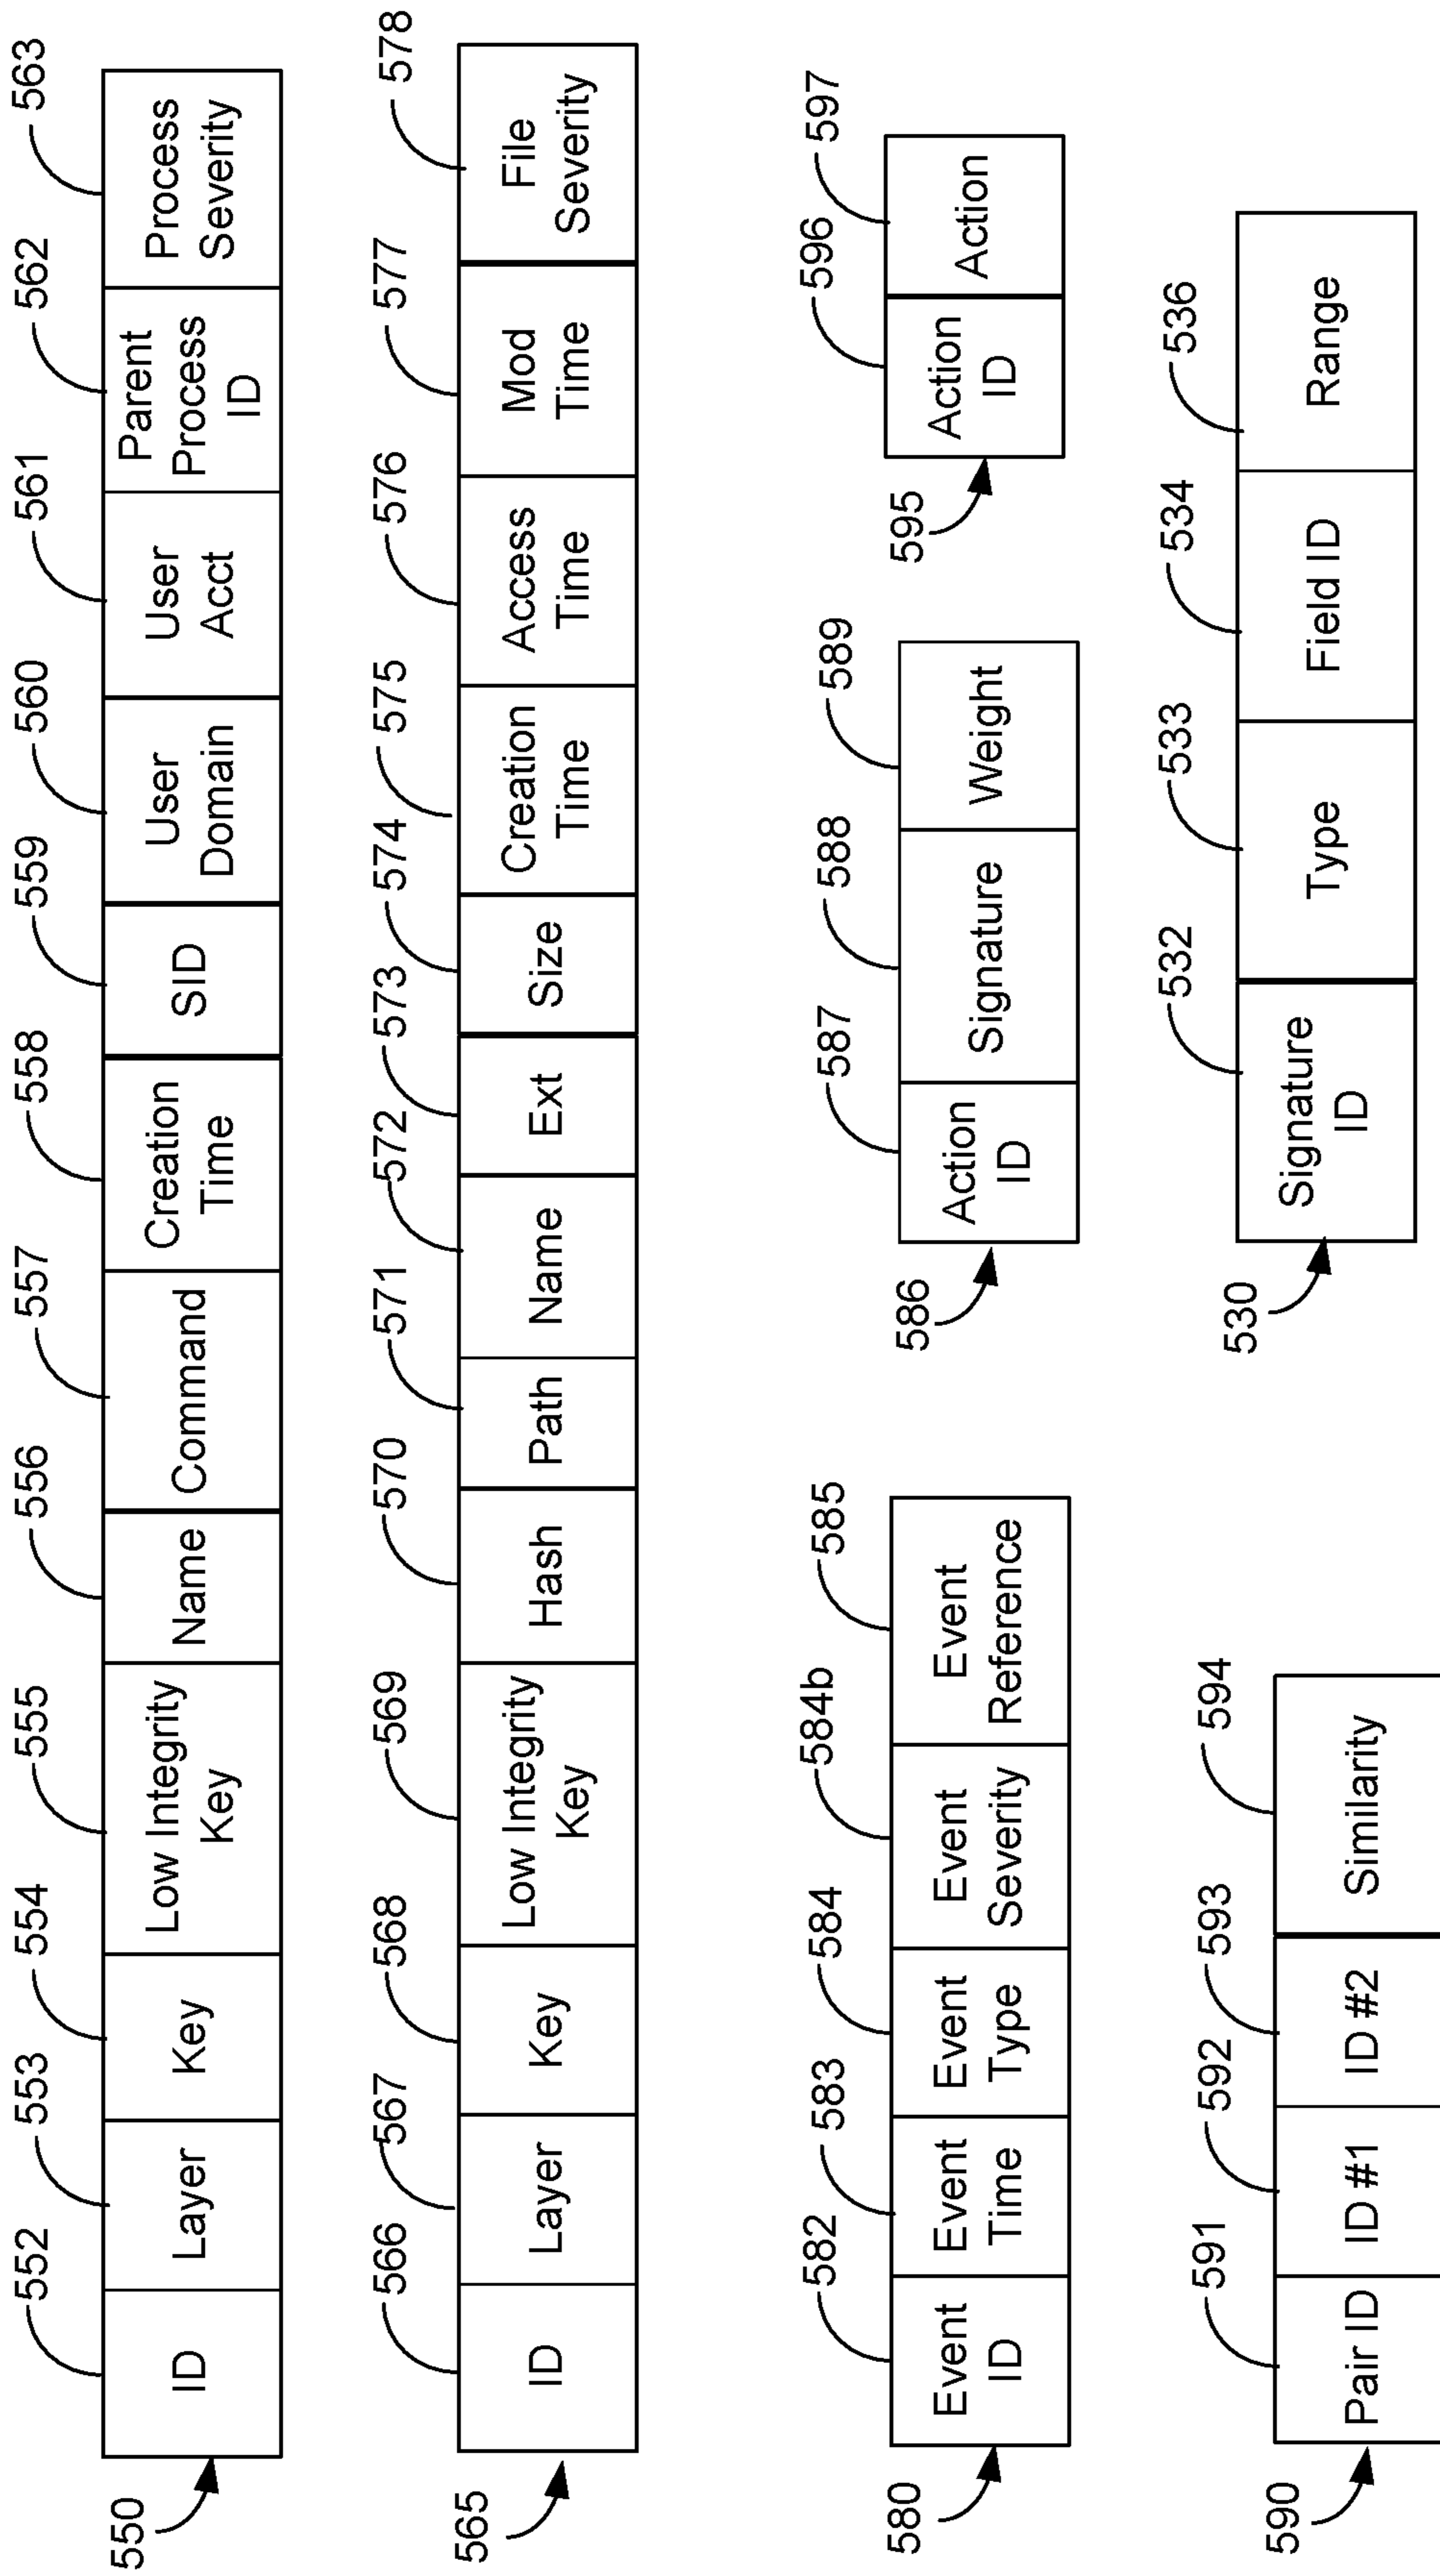 552 553 554 555 556 557 558 559 560 561 562 563
ID Layer Key Low Integrity Key Name Command Creation Time SID User Domain User Acct Parent Process ID Process Severity
550
566 567 568 569 570 571 572 573 574 575 576 577 578
ID Layer Key Low Integrity Key Hash Path Name Ext Size Creation Time Access Time Mod Time File Severity
565
582 583 584 584b 585
Event ID Event Time Event Type Event Severity Event Reference
580
587 588 589
Action ID Signature Weight
586
596 597
Action ID Action
595
591 592 593 594
Pair ID ID #1 ID #2 Similarity
590
532 533 534 536
Signature ID Type Field ID Range
530